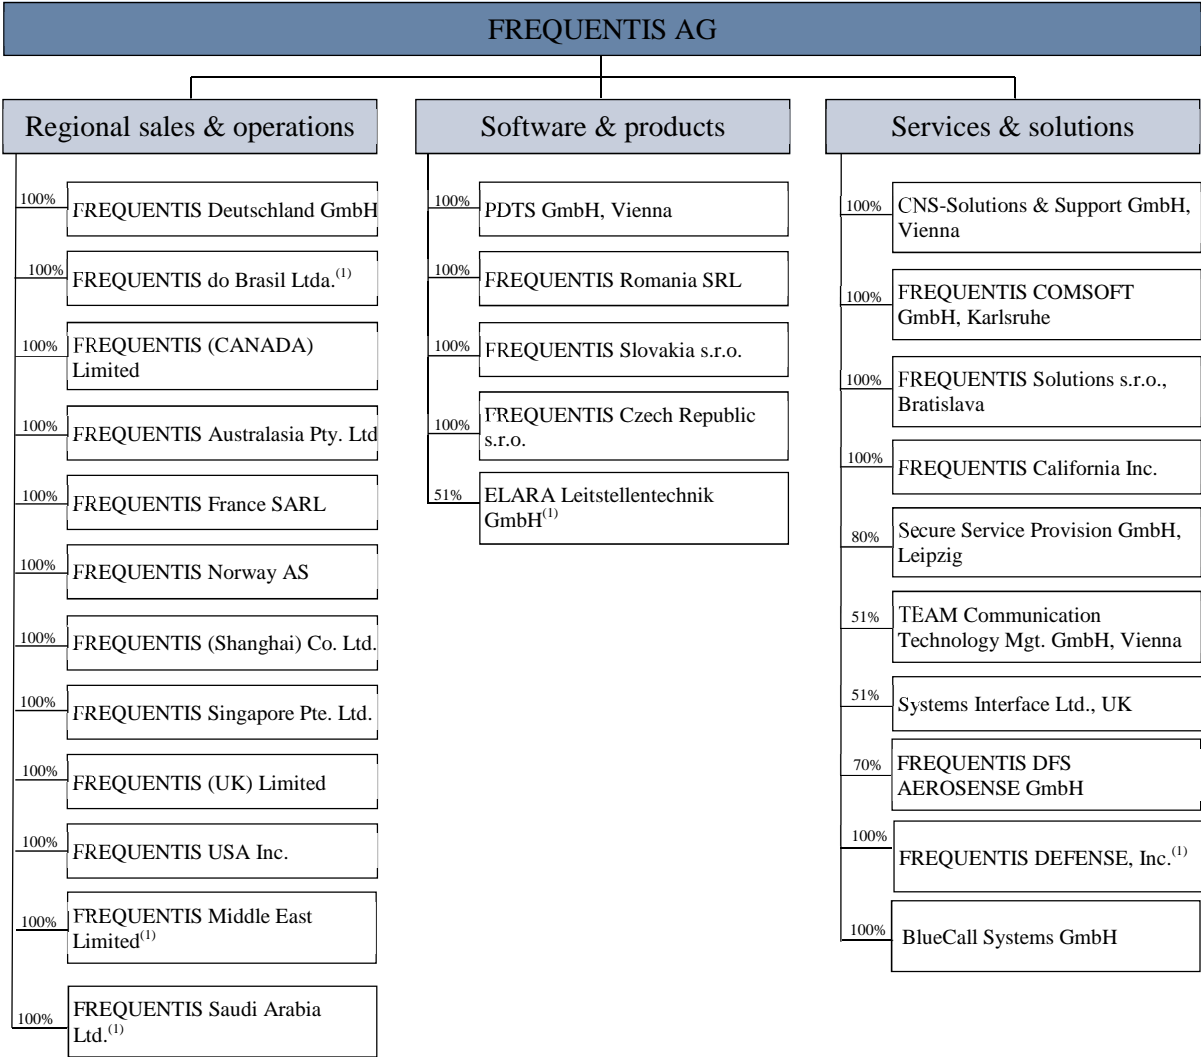 FREQUENTIS AG
Regional sales & operations
100%
FREQUENTIS Deutschland GmbH
100%
FREQUENTIS do Brasil Ltda.(1)
100%
FREQUENTIS (CANADA)
Limited
100%
FREQUENTIS Australasia Pty. Ltd
100%
FREQUENTIS France SARL
100%
FREQUENTIS Norway AS
100%
FREQUENTIS (Shanghai) Co. Ltd.
100%
FREQUENTIS Singapore Pte. Ltd.
100%
FREQUENTIS (UK) Limited
100%
FREQUENTIS USA Inc.
100%
FREQUENTIS Middle East
Limited(1)
100%
FREQUENTIS Saudi Arabia
Ltd.(1)
Software & products
100%
PDTS GmbH, Vienna
100%
FREQUENTIS Romania SRL
100%
FREQUENTIS Slovakia s.r.o.
100%
FREQUENTIS Czech Republic
s.r.o.
51%
ELARA Leitstellentechnik
GmbH(1)
Services & solutions
100%
CNS-Solutions & Support GmbH,
Vienna
100%
FREQUENTIS COMSOFT
GmbH, Karlsruhe
100%
FREQUENTIS Solutions s.r.o.,
Bratislava
100%
FREQUENTIS California Inc.
80%
Secure Service Provision GmbH,
Leipzig
51%
TEAM Communication
Technology Mgt. GmbH, Vienna
51%
Systems Interface Ltd., UK
70%
FREQUENTIS DFS
AEROSENSE GmbH
100%
FREQUENTIS DEFENSE, Inc.(1)
100%
BlueCall Systems GmbH